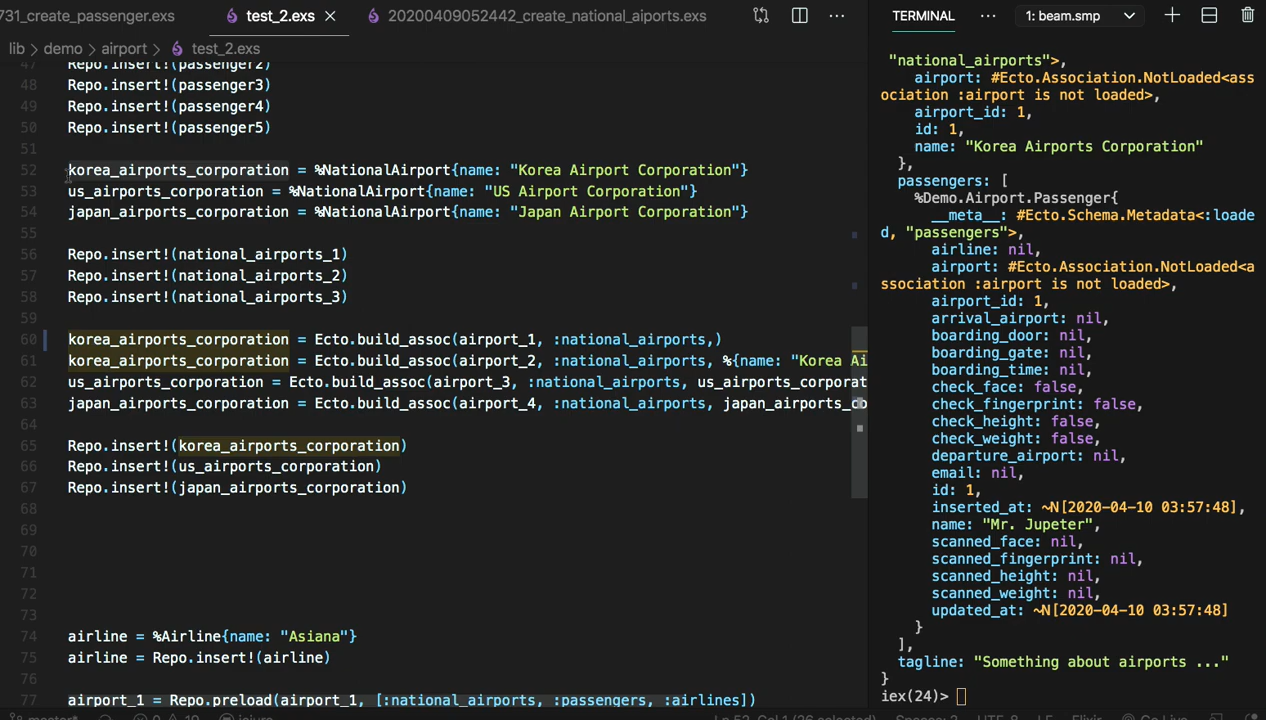 731_create_passenger.exs test_2.exs 20200409052442_create_national_aiports.exs
lib > demo > airport > test_2.exs
47 Repo.insert!(passenger2)
48 Repo.insert!(passenger3)
49 Repo.insert!(passenger4)
50 Repo.insert!(passenger5)
51
52 korea_airports_corporation = %NationalAirport{name: "Korea Airport Corporation"}
53 us_airports_corporation = %NationalAirport{name: "US Airport Corporation"}
54 japan_airports_corporation = %NationalAirport{name: "Japan Airport Corporation"}
55
56 Repo.insert!(national_airports_1)
57 Repo.insert!(national_airports_2)
58 Repo.insert!(national_airports_3)
59
60 korea_airports_corporation = Ecto.build_assoc(airport_1, :national_airports,)
61 korea_airports_corporation = Ecto.build_assoc(airport_2, :national_airports, %{name: "Korea Ai
62 us_airports_corporation = Ecto.build_assoc(airport_3, :national_airports, us_airports_corporat
63 japan_airports_corporation = Ecto.build_assoc(airport_4, :national_airports, japan_airports_co
64
65 Repo.insert!(korea_airports_corporation)
66 Repo.insert!(us_airports_corporation)
67 Repo.insert!(japan_airports_corporation)
68
69
70
71
72
73
74 airline = %Airline{name: "Asiana"}
75 airline = Repo.insert!(airline)
76
77 airport_1 = Repo.preload(airport_1, [:national_airports, :passengers, :airlines])
TERMINAL ··· 1: beam.smp
"national_airports">,
airport: #Ecto.Association.NotLoaded<ass
ociation :airport is not loaded>,
airport_id: 1,
id: 1,
name: "Korea Airports Corporation"
},
passengers: [
%Demo.Airport.Passenger{
__meta__: #Ecto.Schema.Metadata<:loade
d, "passengers">,
airline: nil,
airport: #Ecto.Association.NotLoaded<a
ssociation :airport is not loaded>,
airport_id: 1,
arrival_airport: nil,
boarding_door: nil,
boarding_gate: nil,
boarding_time: nil,
check_face: false,
check_fingerprint: false,
check_height: false,
check_weight: false,
departure_airport: nil,
email: nil,
id: 1,
inserted_at: ~N[2020-04-10 03:57:48],
name: "Mr. Jupeter",
scanned_face: nil,
scanned_fingerprint: nil,
scanned_height: nil,
scanned_weight: nil,
updated_at: ~N[2020-04-10 03:57:48]
}
],
tagline: "Something about airports ..."
}
iex(24)>